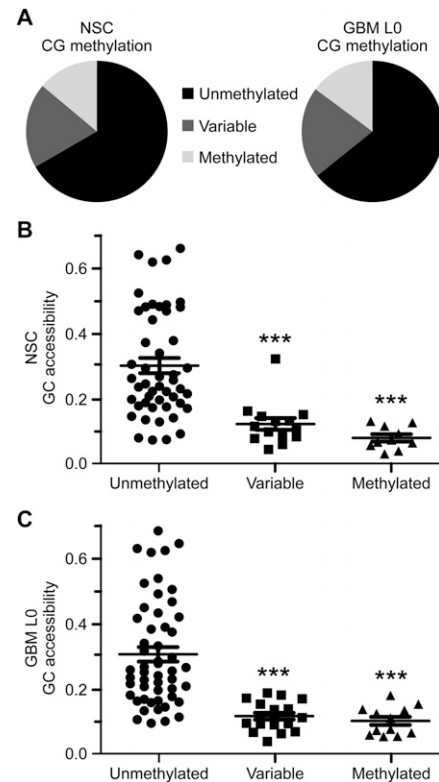 A
NSC
CG methylation
GBM L0
CG methylation
Unmethylated
Variable
Methylated
B
NSC
GC accessibility
0.6
0.4
0.2
0.0
***
***
Unmethylated
Variable
Methylated
C
GBM L0
GC accessibility
0.6
0.4
0.2
0.0
***
***
Unmethylated
Variable
Methylated